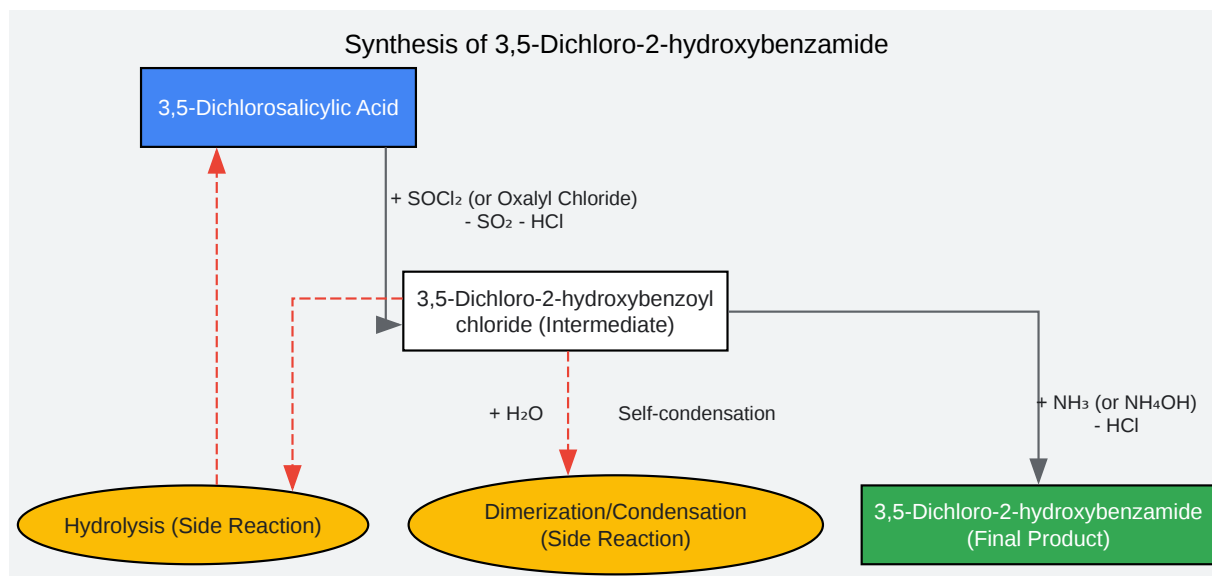 Synthesis of 3,5-Dichloro-2-hydroxybenzamide
3,5-Dichlorosalicylic Acid
+ SOCl₂ (or Oxalyl Chloride)
- SO₂ - HCl
3,5-Dichloro-2-hydroxybenzoyl
chloride (Intermediate)
+ H₂O
Self-condensation
+ NH₃ (or NH₄OH)
- HCl
Hydrolysis (Side Reaction)
Dimerization/Condensation
(Side Reaction)
3,5-Dichloro-2-hydroxybenzamide
(Final Product)